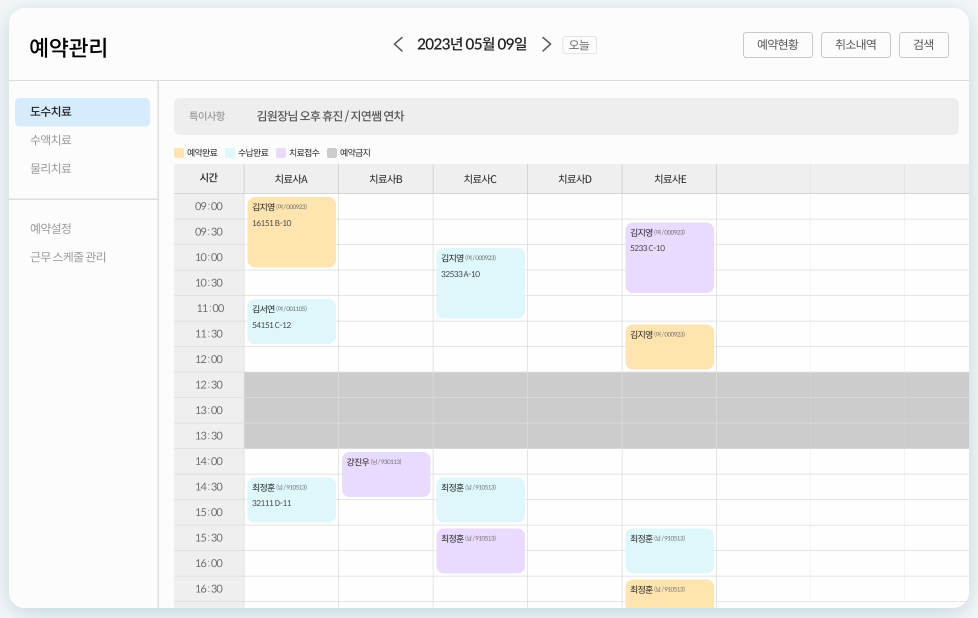 예약관리
2023년 05월 09일
오늘
예약현황
취소내역
검색
도수치료
수액치료
물리치료
예약설정
근무 스케줄 관리
특이사항 김원장님 오후 휴진 / 지연쌤 연차
예약완료 수납완료 치료접수 예약금지
시간 치료사A 치료사B 치료사C 치료사D 치료사E
09:00
김지영 (여/000923)
16151 B-10
09:30
김지영 (여/000923)
5233 C-10
10:00
김지영 (여/000923)
32533 A-10
10:30
11:00
김서연 (여/001105)
54151 C-12
11:30
김지영 (여/000923)
12:00
12:30
13:00
13:30
14:00
강진우 (남/930113)
14:30
최정훈 (남/910513)
32111 D-11
최정훈 (남/910513)
15:00
15:30
최정훈 (남/910513)
최정훈 (남/910513)
16:00
16:30
최정훈 (남/910513)